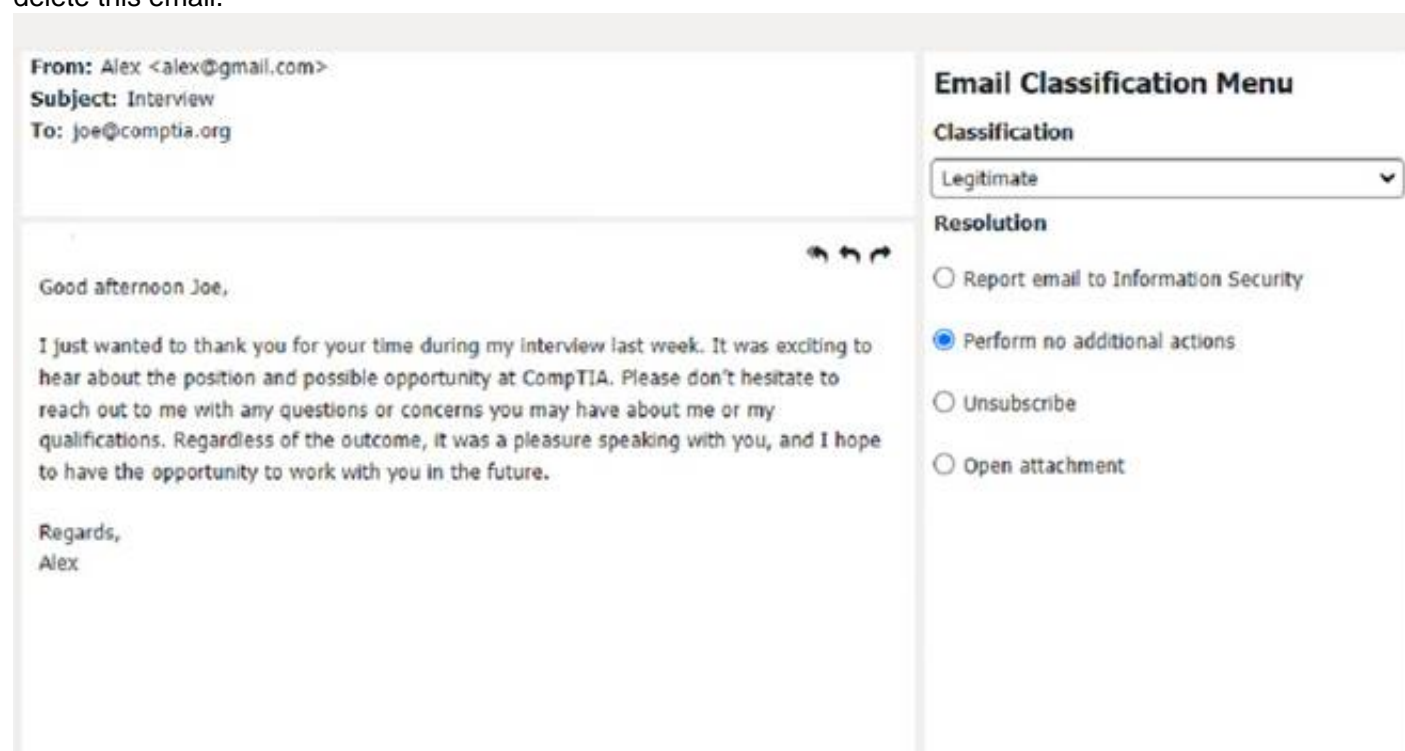 delete this email.
From: Alex <alex@gmail.com>
Subject: Interview
To: joe@comptia.org
Good afternoon Joe,
I just wanted to thank you for your time during my interview last week. It was exciting to
hear about the position and possible opportunity at CompTIA. Please don't hesitate to
reach out to me with any questions or concerns you may have about me or my
qualifications. Regardless of the outcome, it was a pleasure speaking with you, and I hope
to have the opportunity to work with you in the future.
Regards,
Alex
Email Classification Menu
Classification
Legitimate
Resolution
Report email to Information Security
Perform no additional actions
Unsubscribe
Open attachment